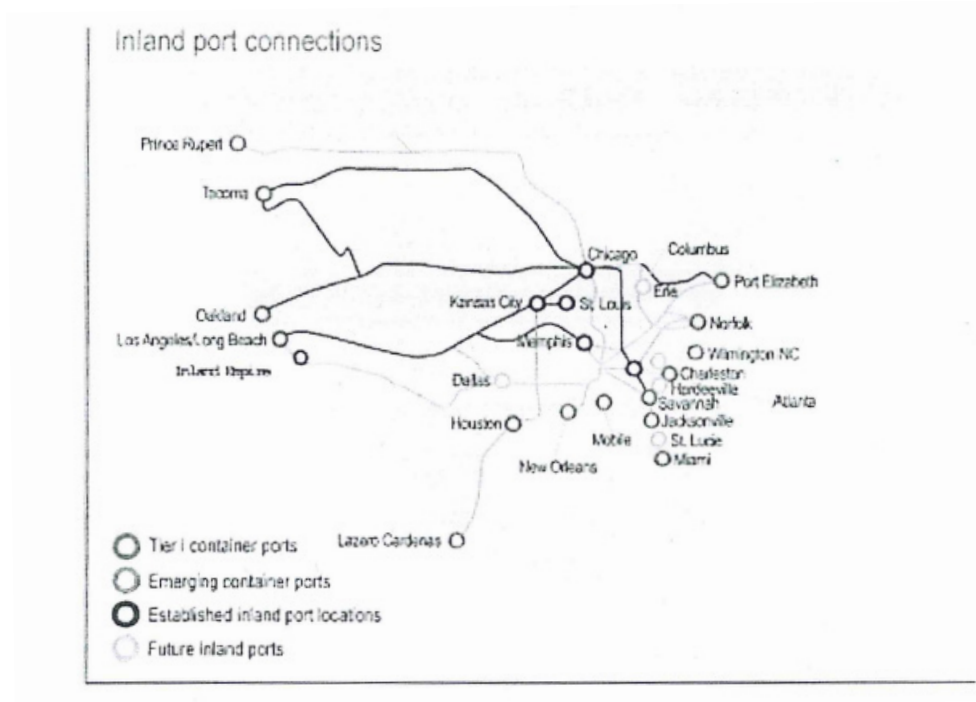 Inland port connections
Prince Rupert
Tacoma
Chicago
Columbus
Erie
Port Elizabeth
Kansas City
St. Louis
Oakland
Norfolk
Los Angeles/Long Beach
Memphis
Wilmington NC
Inland Empire
Charleston
Dallas
Hardeeville
Savannah
Atlanta
Houston
Jacksonville
Mobile
St. Lucie
New Orleans
Miami
Lazero Cardenas
Tier I container ports
Emerging container ports
Established inland port locations
Future inland ports